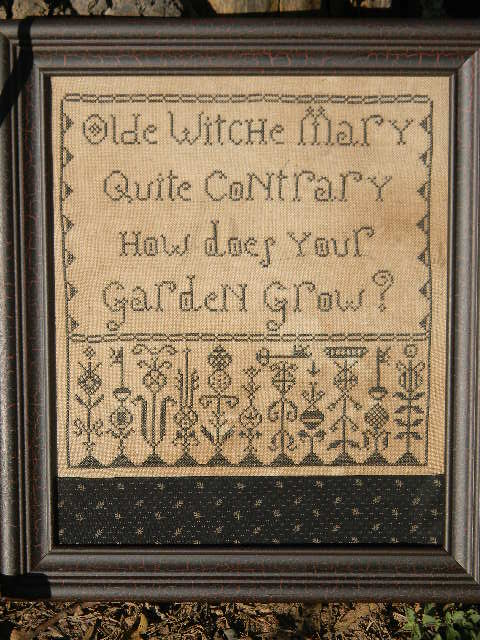 Olde Witche Mary
Quite Contrary
How does Your
Garden Grow?